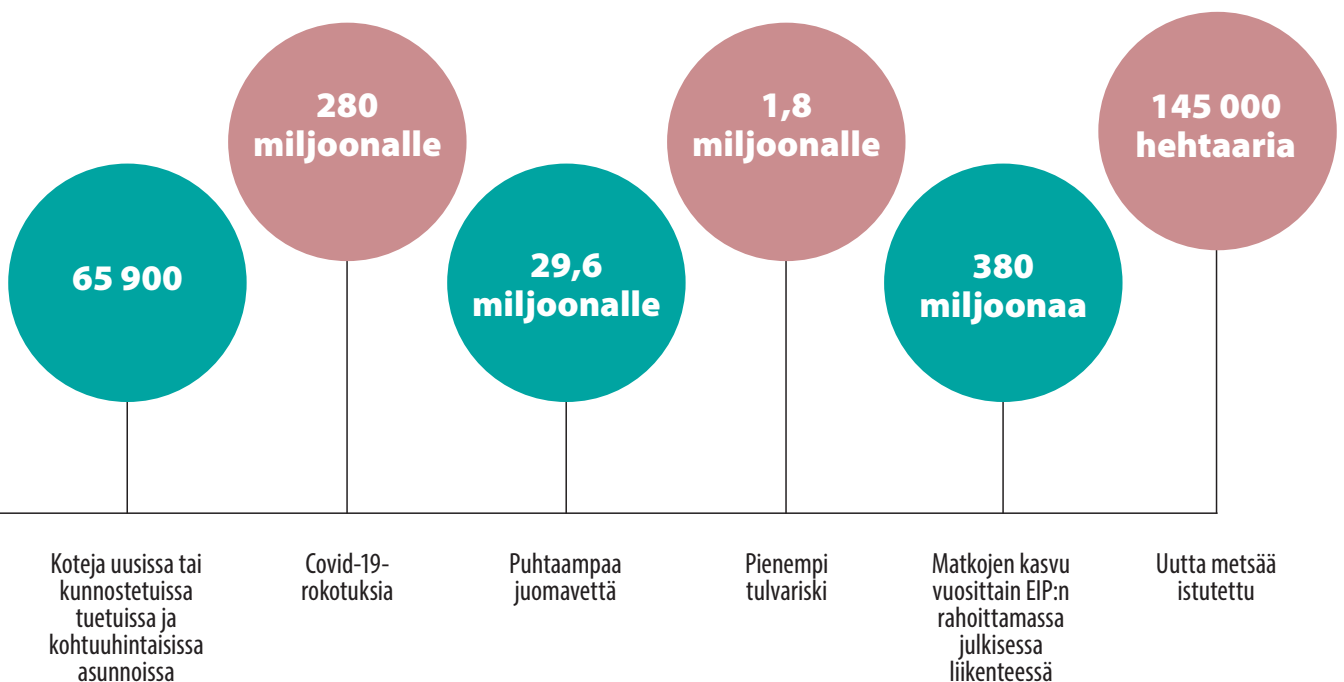 65 900
Koteja uusissa tai
kunnostetuissa
tuetuissa ja
kohtuuhintaisissa
asunnoissa
280
miljoonalle
Covid-19-
rokotuksia
29,6
miljoonalle
Puhtaampaa
juomavettä
1,8
miljoonalle
Pienempi
tulvariski
380
miljoonaa
Matkojen kasvu
vuosittain EIP:n
rahoittamassa
julkisessa
liikenteessä
145 000
hehtaaria
Uutta metsää
istutettu